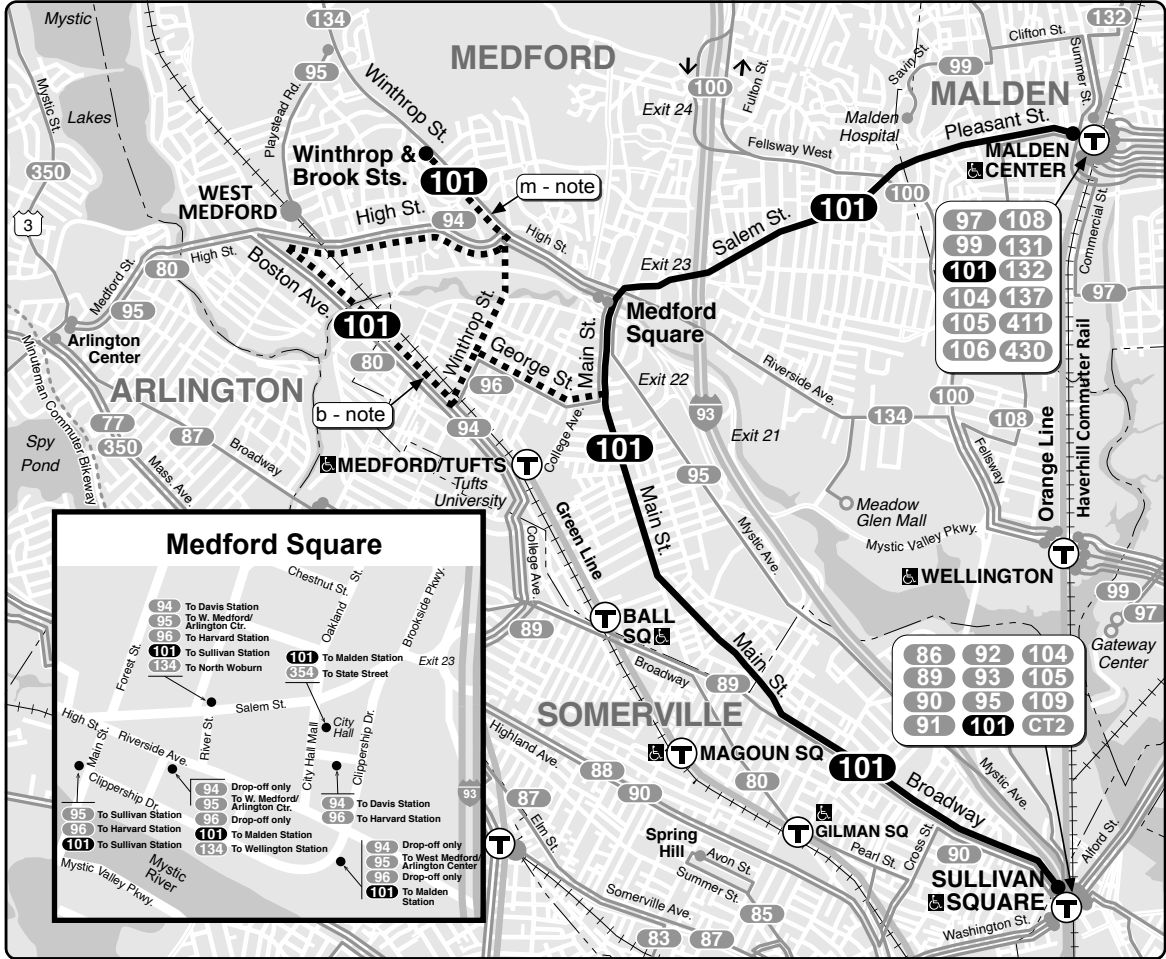 Mystic
Lakes
134
95
Playstead Rd.
Winthrop St.
MEDFORD
100
Exit 24
Fulton St.
Fellsway West
Savin St.
99
Clifton St.
Summer St.
132
Malden
Hospital
MALDEN
Pleasant St.
MALDEN
CENTER
T
Mystic St.
350
3
WEST
MEDFORD
Winthrop &
Brook Sts.
101
m - note
High St.
94
High St.
Salem St.
101
100
Exit 23
97 108
99 131
101 132
104 137
105 411
106 430
Commercial St.
97
Medford St.
80
High St.
95
Boston Ave.
101
80
Arlington
Center
ARLINGTON
Winthrop St.
George St.
96
Main St.
Medford
Square
Exit 22
Riverside Ave.
93
Exit 21
134
100
108
Fellsway
Orange Line
Haverhill Commuter Rail
Minuteman Commuter Bikeway
77
350
87
Broadway
Mass. Ave.
Spy
Pond
b - note
94
College Ave.
MEDFORD/TUFTS
T
Tufts
University
101
95
Main St.
Mystic Ave.
Meadow
Glen Mall
Mystic Valley Pkwy.
WELLINGTON
T
99
97
Gateway
Center
Green Line
College Ave.
T
BALL
SQ
89
Broadway
89
Main St.
SOMERVILLE
T
MAGOUN SQ
Highland Ave.
88
90
80
101
Broadway
Mystic Ave.
86 92 104
89 93 105
90 95 109
91 101 CT2
T
GILMAN SQ
Pearl St.
Cross St.
90
Alford St.
SULLIVAN
SQUARE
T
Washington St.
87
Elm St.
T
Spring
Hill
Avon St.
Summer St.
85
Somerville Ave.
83
87
Medford Square
Chestnut St.
Oakland St.
Brookside Pkwy.
Exit 23
Forest St.
94 To Davis Station
95 To W. Medford/
Arlington Ctr.
96 To Harvard Station
101 To Sullivan Station
134 To North Woburn
101 To Malden Station
354 To State Street
Salem St.
City
Hall
High St.
Main St.
Riverside Ave.
River St.
City Hall Mall
Clippership Dr.
Clippership Dr.
93
94 Drop-off only
95 To W. Medford/
Arlington Ctr.
96 Drop-off only
101 To Malden Station
134 To Wellington Station
94 To Davis Station
96 To Harvard Station
95 To Sullivan Station
96 To Harvard Station
101 To Sullivan Station
94 Drop-off only
95 To West Medford/
Arlington Center
96 Drop-off only
101 To Malden
Station
Mystic
River
Mystic Valley Pkwy.